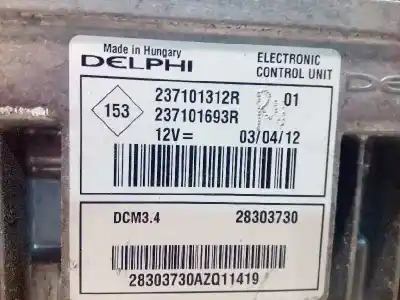 Made in Hungary
DELPHI
ELECTRONIC
CONTROL UNIT
153
237101312R 01
237101693R
12V= 03/04/12
DCM3.4 28303730
28303730AZQ11419